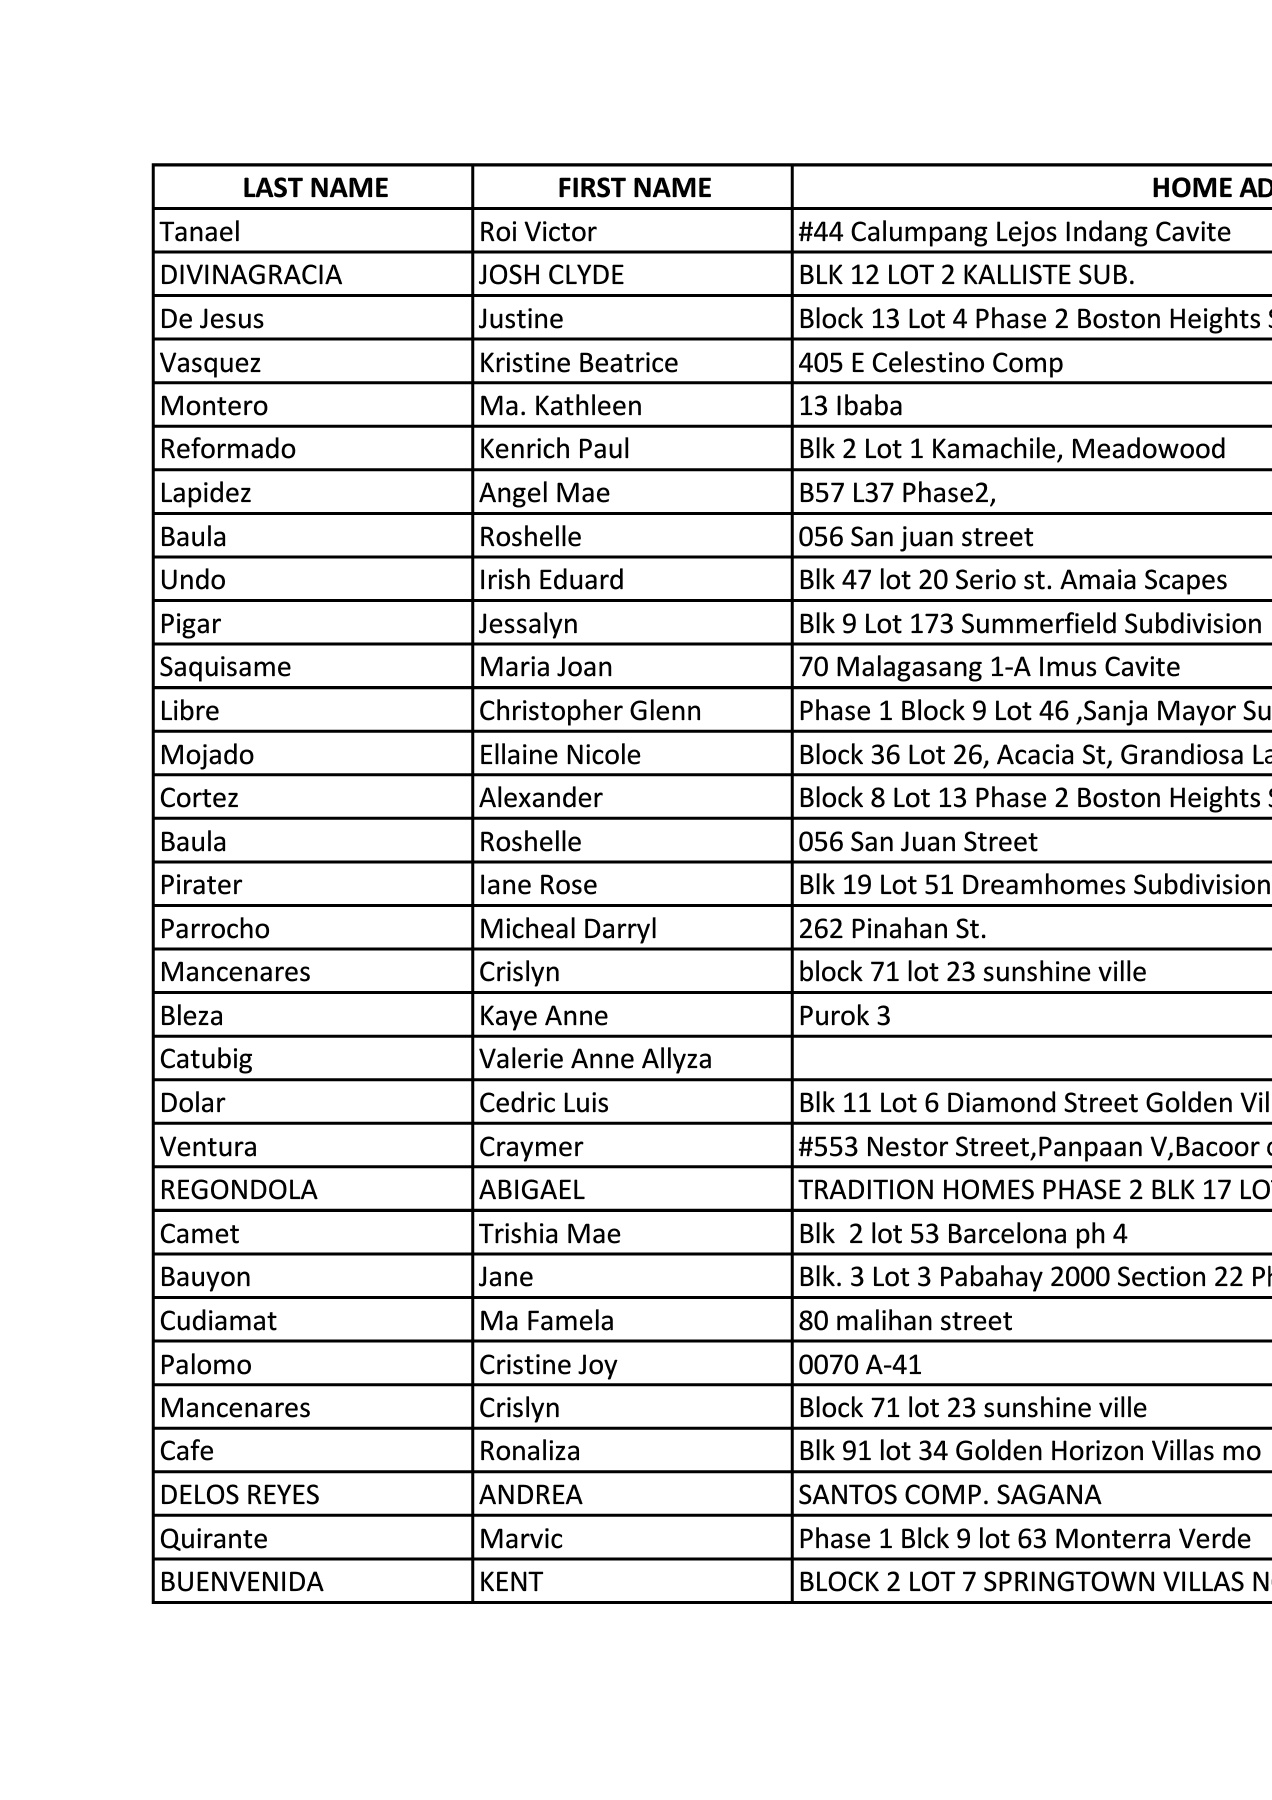 LAST NAME FIRST NAME HOME AD
Tanael Roi Victor #44 Calumpang Lejos Indang Cavite
DIVINAGRACIA JOSH CLYDE BLK 12 LOT 2 KALLISTE SUB.
De Jesus Justine Block 13 Lot 4 Phase 2 Boston Heights
Vasquez Kristine Beatrice 405 E Celestino Comp
Montero Ma. Kathleen 13 Ibaba
Reformado Kenrich Paul Blk 2 Lot 1 Kamachile, Meadowood
Lapidez Angel Mae B57 L37 Phase2,
Baula Roshelle 056 San juan street
Undo Irish Eduard Blk 47 lot 20 Serio st. Amaia Scapes
Pigar Jessalyn Blk 9 Lot 173 Summerfield Subdivision
Saquisame Maria Joan 70 Malagasang 1-A Imus Cavite
Libre Christopher Glenn Phase 1 Block 9 Lot 46 ,Sanja Mayor Su
Mojado Ellaine Nicole Block 36 Lot 26, Acacia St, Grandiosa La
Cortez Alexander Block 8 Lot 13 Phase 2 Boston Heights
Baula Roshelle 056 San Juan Street
Pirater Iane Rose Blk 19 Lot 51 Dreamhomes Subdivision
Parrocho Micheal Darryl 262 Pinahan St.
Mancenares Crislyn block 71 lot 23 sunshine ville
Bleza Kaye Anne Purok 3
Catubig Valerie Anne Allyza
Dolar Cedric Luis Blk 11 Lot 6 Diamond Street Golden Vil
Ventura Craymer #553 Nestor Street,Panpaan V,Bacoor
REGONDOLA ABIGAEL TRADITION HOMES PHASE 2 BLK 17 LOT
Camet Trishia Mae Blk  2 lot 53 Barcelona ph 4
Bauyon Jane Blk. 3 Lot 3 Pabahay 2000 Section 22 Ph
Cudiamat Ma Famela 80 malihan street
Palomo Cristine Joy 0070 A-41
Mancenares Crislyn Block 71 lot 23 sunshine ville
Cafe Ronaliza Blk 91 lot 34 Golden Horizon Villas mo
DELOS REYES ANDREA SANTOS COMP. SAGANA
Quirante Marvic Phase 1 Blck 9 lot 63 Monterra Verde
BUENVENIDA KENT BLOCK 2 LOT 7 SPRINGTOWN VILLAS